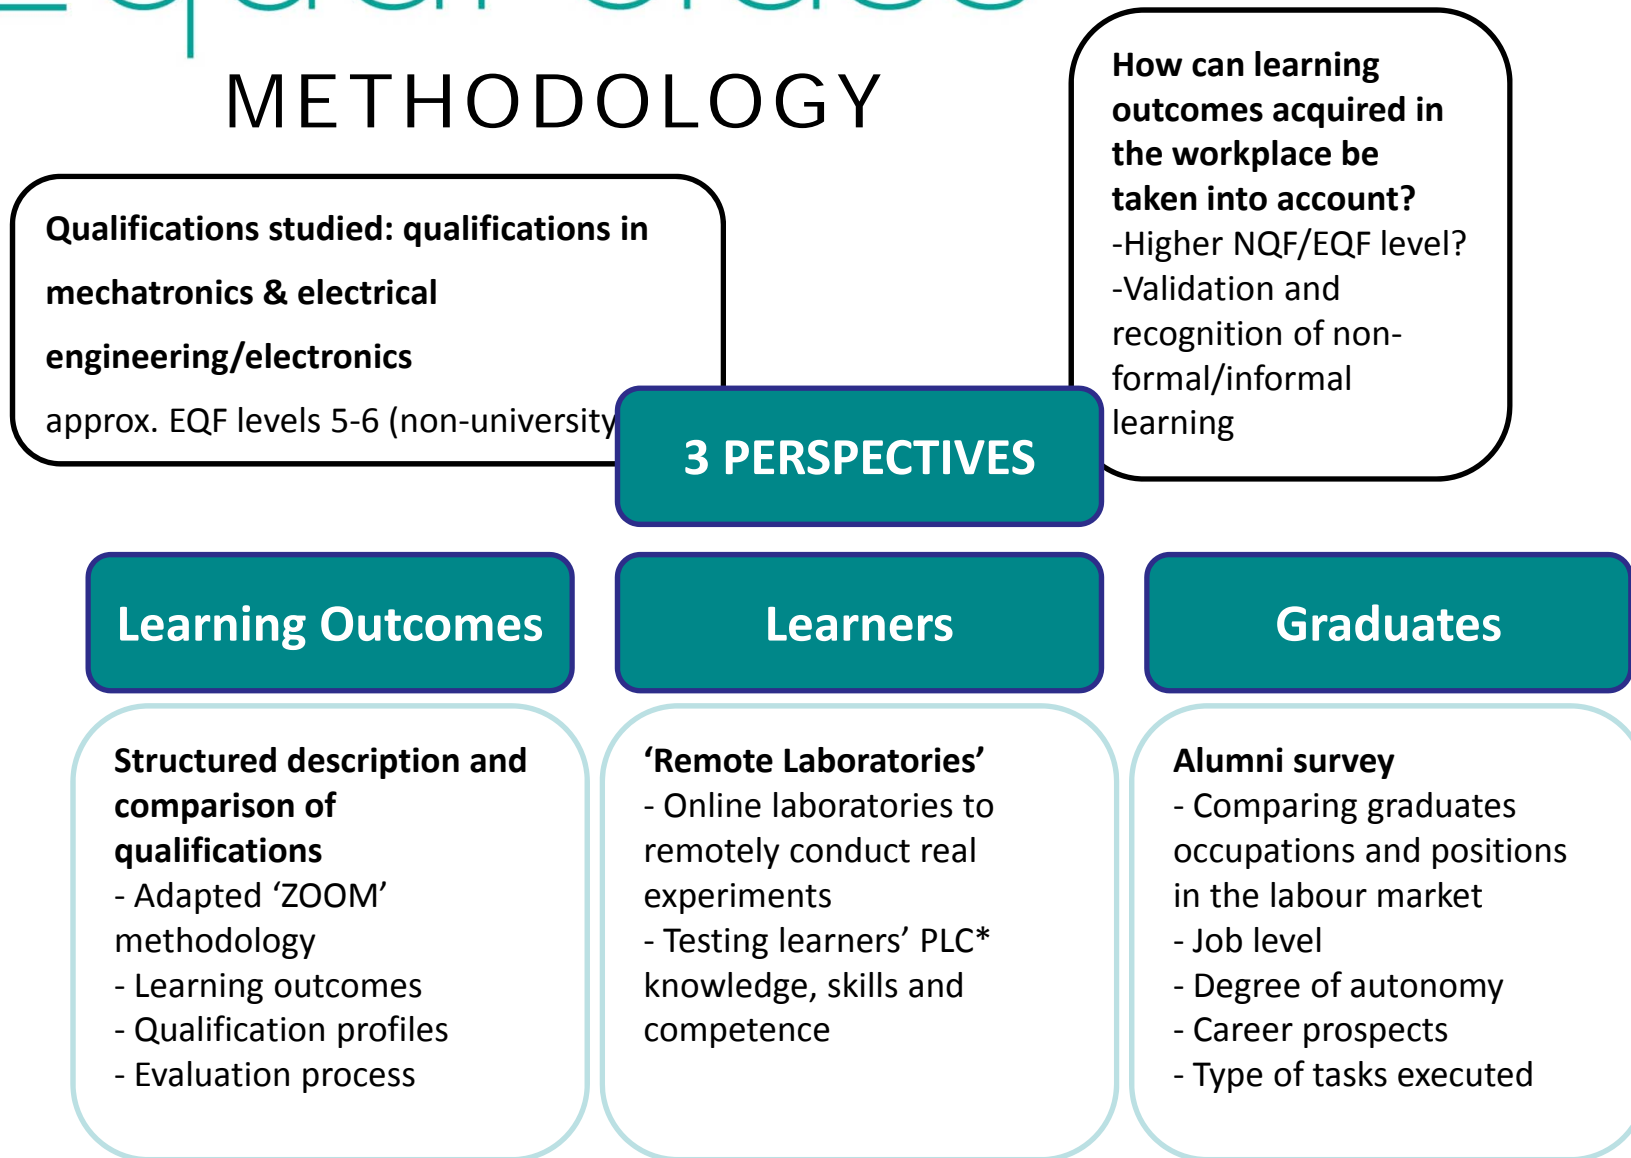 METHODOLOGY
Qualifications studied: qualifications in
mechatronics & electrical
engineering/electronics
approx. EQF levels 5-6 (non-university
How can learning
outcomes acquired in
the workplace be
taken into account?
-Higher NQF/EQF level?
-Validation and
recognition of non-
formal/informal
learning
3 PERSPECTIVES
Learning Outcomes
Structured description and
comparison of
qualifications
- Adapted ‘ZOOM’
methodology
- Learning outcomes
- Qualification profiles
- Evaluation process
Learners
‘Remote Laboratories’
- Online laboratories to
remotely conduct real
experiments
- Testing learners’ PLC*
knowledge, skills and
competence
Graduates
Alumni survey
- Comparing graduates
occupations and positions
in the labour market
- Job level
- Degree of autonomy
- Career prospects
- Type of tasks executed